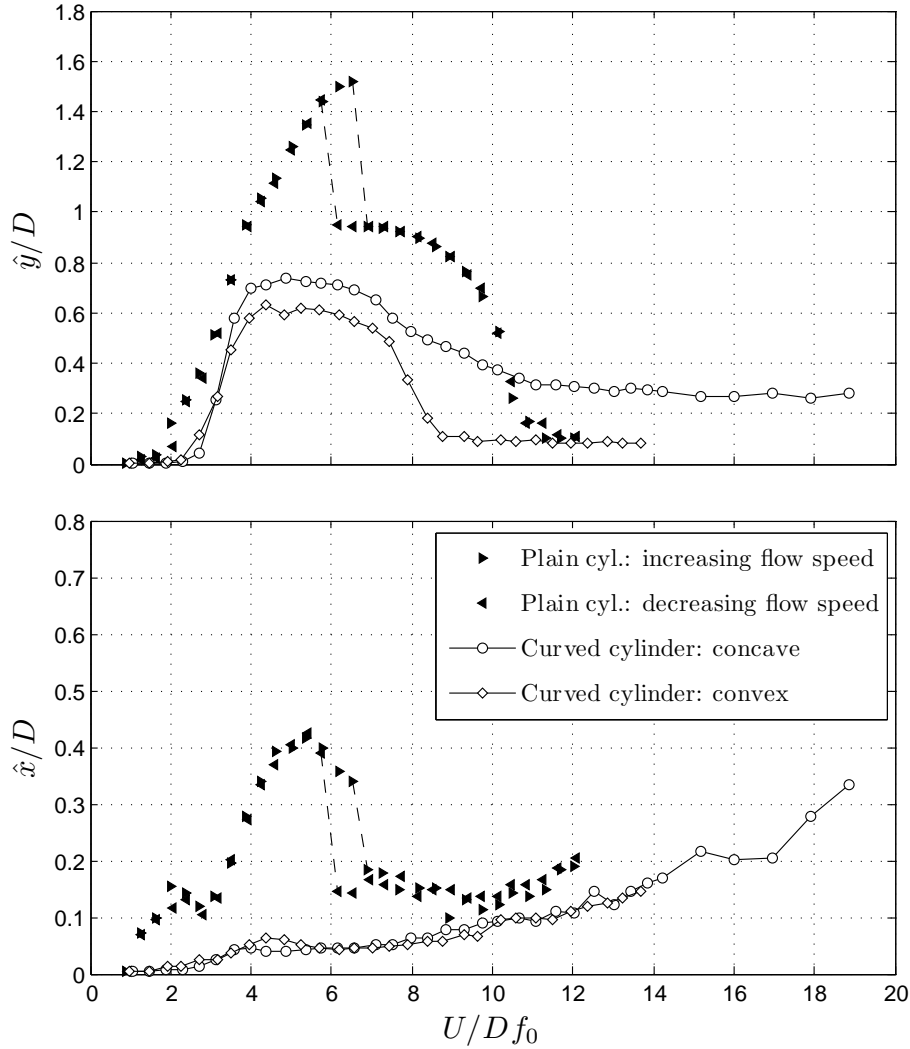 1.8
1.6
1.4
1.2
1
0.8
0.6
0.4
0.2
0
ŷ/D
0.8
0.7
0.6
0.5
0.4
0.3
0.2
0.1
0
x̂/D
Plain cyl.: increasing flow speed
Plain cyl.: decreasing flow speed
Curved cylinder: concave
Curved cylinder: convex
0 2 4 6 8 10 12 14 16 18 20
U/Df₀